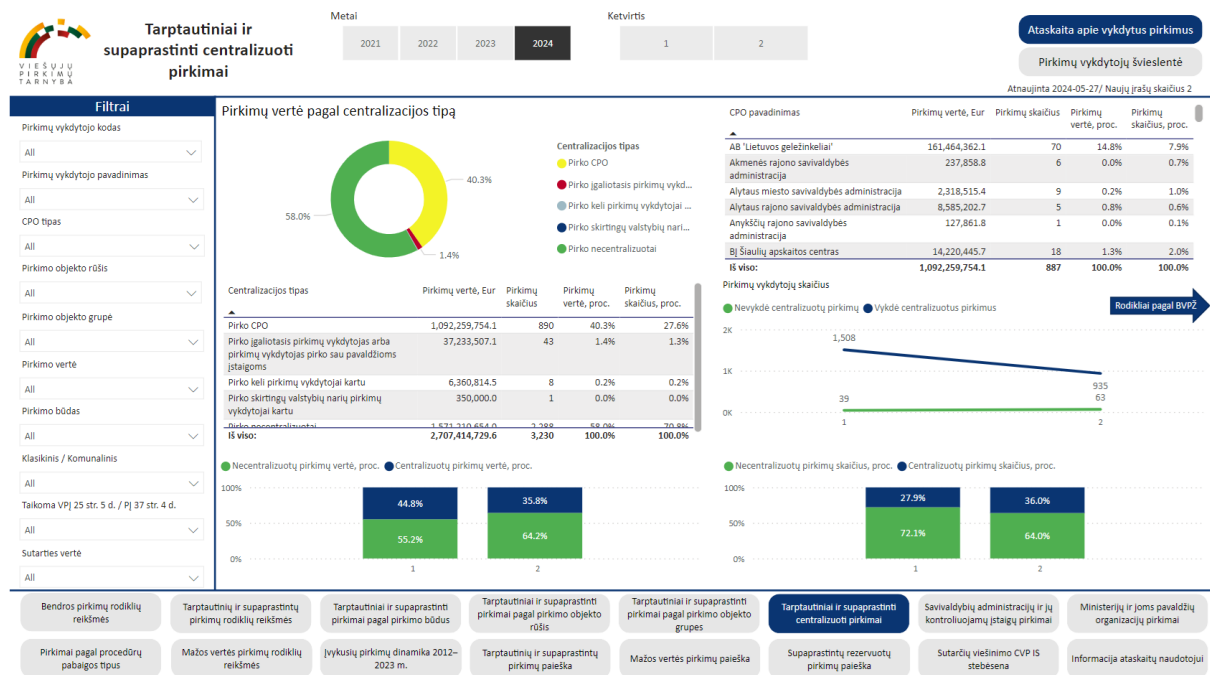 VIEŠŲJŲ
PIRKIMŲ
TARNYBA
Tarptautiniai ir
supaprastinti centralizuoti
pirkimai
Metai
2021 2022 2023 2024
Ketvirtis
1 2
Ataskaita apie vykdytus pirkimus
Pirkimų vykdytojų švieslentė
Atnaujinta 2024-05-27/ Naujų įrašų skaičius 2
Filtrai
Pirkimų vykdytojo kodas
All
Pirkimų vykdytojo pavadinimas
All
CPO tipas
All
Pirkimo objekto rūšis
All
Pirkimo objekto grupė
All
Pirkimo vertė
All
Pirkimo būdas
All
Klasikinis / Komunalinis
All
Taikoma VPĮ 25 str. 5 d. / PĮ 37 str. 4 d.
All
Sutarties vertė
All
Pirkimų vertė pagal centralizacijos tipą
40.3%
58.0%
1.4%
Centralizacijos tipas
Pirko CPO
Pirko įgaliotasis pirkimų vykd...
Pirko keli pirkimų vykdytojai ...
Pirko skirtingų valstybių nari...
Pirko necentralizuotai
Centralizacijos tipas Pirkimų vertė, Eur Pirkimų skaičius Pirkimų vertė, proc. Pirkimų skaičius, proc.
Pirko CPO 1,092,259,754.1 890 40.3% 27.6%
Pirko įgaliotasis pirkimų vykdytojas arba 37,233,507.1 43 1.4% 1.3%
pirkimų vykdytojas pirko sau pavaldžioms
įstaigoms
Pirko keli pirkimų vykdytojai kartu 6,360,814.5 8 0.2% 0.2%
Pirko skirtingų valstybių narių pirkimų 350,000.0 1 0.0% 0.0%
vykdytojai kartu
Pirko necentralizuotai 1,571,210,654.0 2,288 58.0% 70.8%
Iš viso: 2,707,414,729.6 3,230 100.0% 100.0%
CPO pavadinimas Pirkimų vertė, Eur Pirkimų skaičius Pirkimų vertė, proc. Pirkimų skaičius, proc.
AB 'Lietuvos geležinkeliai' 161,464,362.1 70 14.8% 7.9%
Akmenės rajono savivaldybės 237,858.8 6 0.0% 0.7%
administracija
Alytaus miesto savivaldybės administracija 2,318,515.4 9 0.2% 1.0%
Alytaus rajono savivaldybės administracija 8,585,202.7 5 0.8% 0.6%
Anykščių rajono savivaldybės 127,861.8 1 0.0% 0.1%
administracija
BĮ Šiaulių apskaitos centras 14,220,445.7 18 1.3% 2.0%
Iš viso: 1,092,259,754.1 887 100.0% 100.0%
Pirkimų vykdytojų skaičius
Nevykdė centralizuotų pirkimų Vykdė centralizuotus pirkimus
Rodikliai pagal BVPŽ
2K
1,508
1K
935
39 63
0K
1 2
Necentralizuotų pirkimų vertė, proc. Centralizuotų pirkimų vertė, proc.
100%
44.8% 35.8%
50%
55.2% 64.2%
0%
1 2
Necentralizuotų pirkimų skaičius, proc. Centralizuotų pirkimų skaičius, proc.
100%
27.9% 36.0%
50%
72.1% 64.0%
0%
1 2
Bendros pirkimų rodiklių
reikšmės
Tarptautinių ir supaprastintų
pirkimų rodiklių reikšmės
Tarptautiniai ir supaprastinti
pirkimai pagal pirkimo būdus
Tarptautiniai ir supaprastinti
pirkimai pagal pirkimo objekto
rūšis
Tarptautiniai ir supaprastinti
pirkimai pagal pirkimo objekto
grupes
Tarptautiniai ir supaprastinti
centralizuoti pirkimai
Savivaldybių administracijų ir jų
kontroliuojamų įstaigų pirkimai
Ministerijų ir joms pavaldžių
organizacijų pirkimai
Pirkimai pagal procedūrų
pabaigos tipus
Mažos vertės pirkimų rodiklių
reikšmės
Įvykusių pirkimų dinamika 2012–
2023 m.
Tarptautinių ir supaprastintų
pirkimų paieška
Mažos vertės pirkimų paieška
Supaprastintų rezervuotų
pirkimų paieška
Sutarčių viešinimo CVP IS
stebėsena
Informacija ataskaitų naudotojui